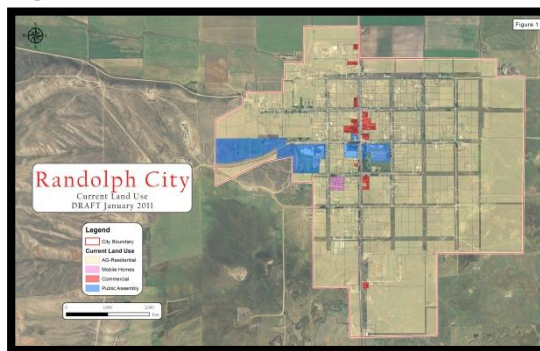 Figure 1
Randolph City
Current Land Use
DRAFT January 2011
Legend
City Boundary
Current Land Use
AG-Residential
Mobile Homes
Commercial
Public Assembly